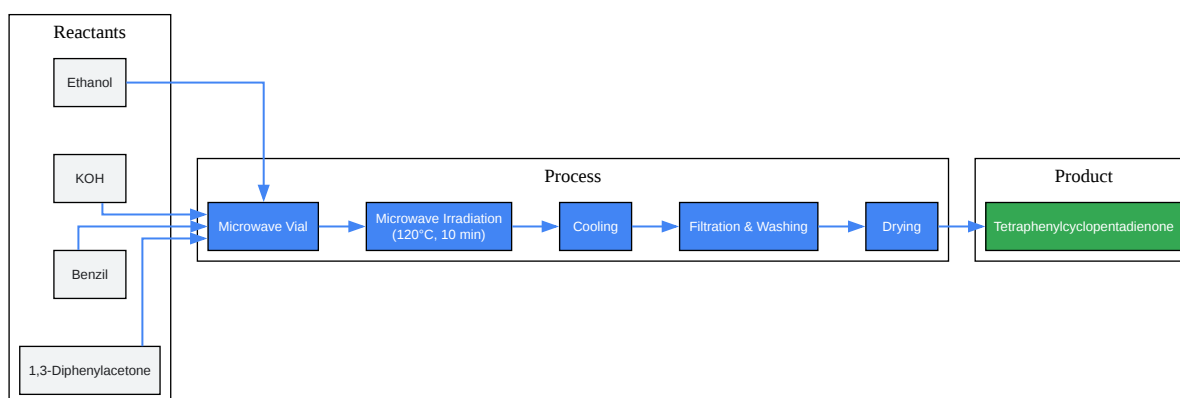 Reactants
Ethanol
KOH
Benzil
1,3-Diphenylacetone
Process
Microwave Vial
Microwave Irradiation
(120°C, 10 min)
Cooling
Filtration & Washing
Drying
Product
Tetraphenylcyclopentadienone